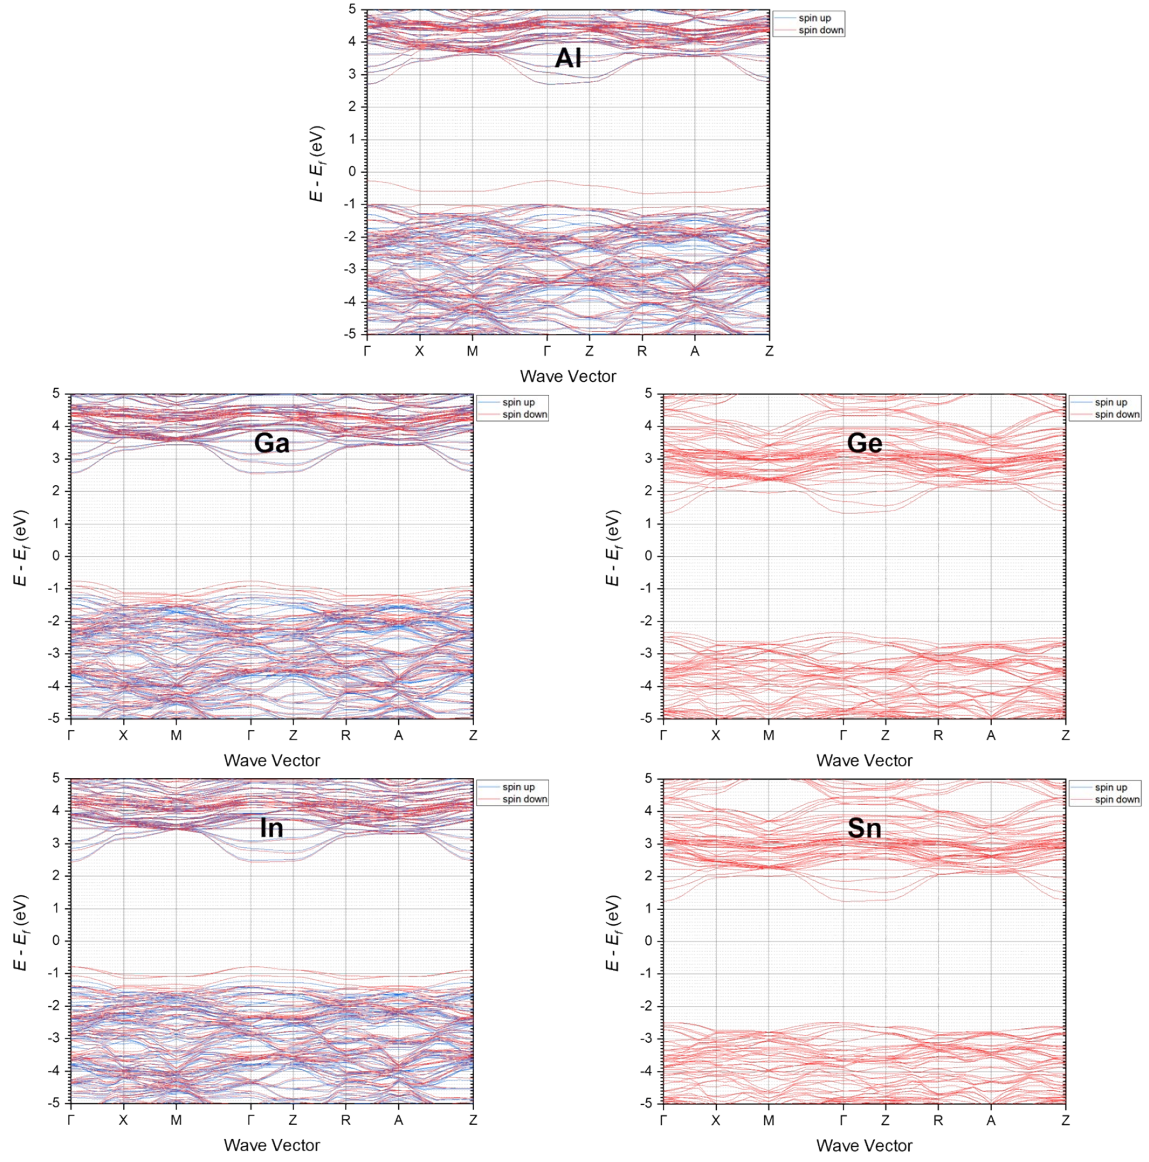 5
4
3
2
1
0
-1
-2
-3
-4
-5
E - Ef (eV)
Al
spin up
spin down
Γ X M Γ Z R A Z
Wave Vector
5
4
3
2
1
0
-1
-2
-3
-4
-5
E - Ef (eV)
Ga
spin up
spin down
Γ X M Γ Z R A Z
Wave Vector
5
4
3
2
1
0
-1
-2
-3
-4
-5
E - Ef (eV)
Ge
spin up
spin down
Γ X M Γ Z R A Z
Wave Vector
5
4
3
2
1
0
-1
-2
-3
-4
-5
E - Ef (eV)
In
spin up
spin down
Γ X M Γ Z R A Z
Wave Vector
5
4
3
2
1
0
-1
-2
-3
-4
-5
E - Ef (eV)
Sn
spin up
spin down
Γ X M Γ Z R A Z
Wave Vector